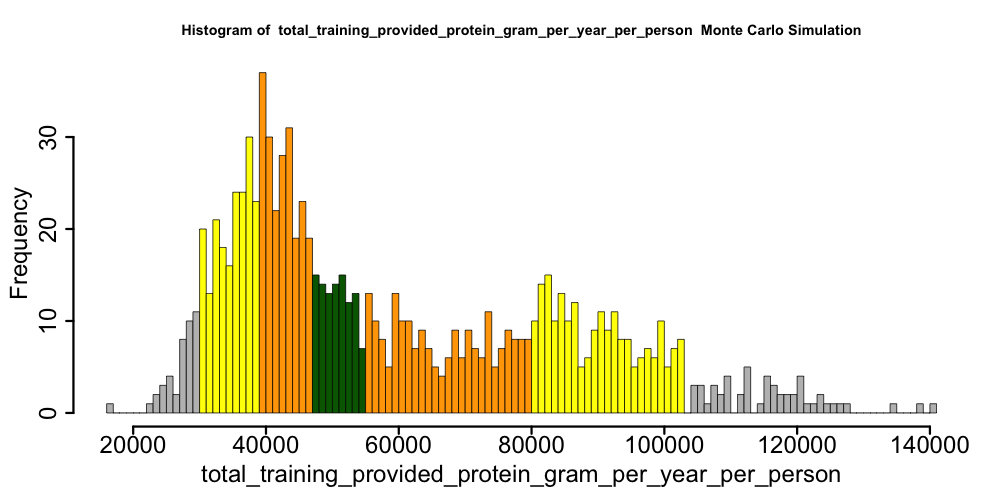 Histogram of total_training_provided_protein_gram_per_year_per_person Monte Carlo Simulation
Frequency
30
20
10
0
20000 40000 60000 80000 100000 120000 140000
total_training_provided_protein_gram_per_year_per_person